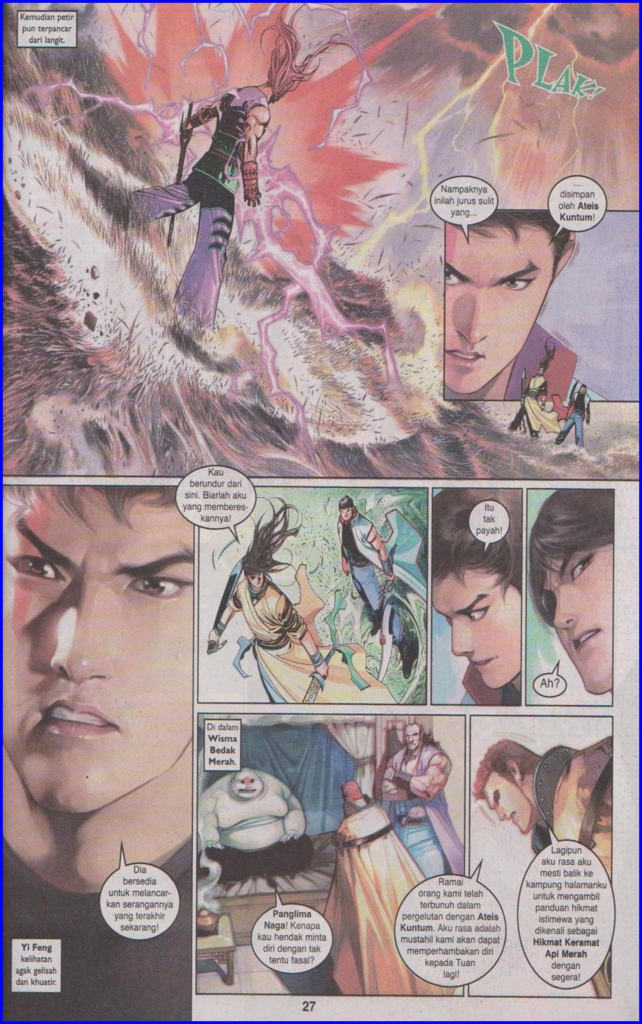 Kemudian petir
pun terpancar
dari langit.
PLAK!
Nampaknya
inilah jurus sulit
yang...
...
disimpan
oleh Ateis
Kuntum!
Kau
berundur dari
sini. Biarlah aku
yang memberes-
kannya!
Itu
tak
payah!
Ah?
Dia
bersedia
untuk melancar-
kan serangannya
yang terakhir
sekarang!
Yi Feng
kelihatan
agak gelisah
dan khuatir.
Di dalam
Wisma
Bedak
Merah.
Panglima
Naga! Kenapa
kau hendak minta
diri dengan tak
tentu fasal?
Ramai
orang kami telah
terbunuh dalam
pergelutan dengan Ateis
Kuntum. Aku rasa adalah
mustahil kami akan dapat
memperhambakan diri
kepada Tuan
lagi!
Lagipun
aku rasa aku
mesti balik ke
kampung halamanku
untuk mengambil
panduan hikmat
istimewa yang
dikenali sebagai
Hikmat Keramat
Api Merah
dengan
segera!
27